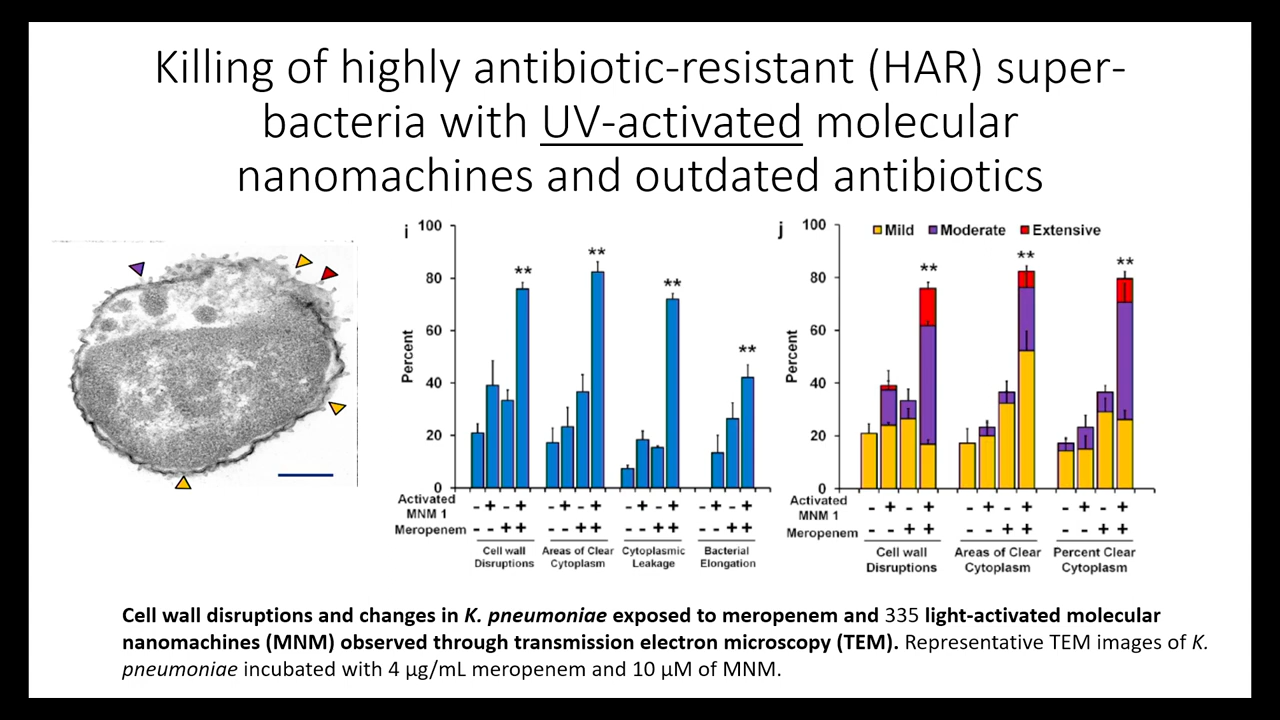 Killing of highly antibiotic-resistant (HAR) super-
bacteria with UV-activated molecular
nanomachines and outdated antibiotics
i
100
80
60
40
20
0
Percent
** ** ** **
Activated
MNM 1
- + - + - + - + - + - + - + - +
Meropenem
- - + + - - + + - - + + - - + +
Cell wall
Disruptions
Areas of Clear
Cytoplasm
Cytoplasmic
Leakage
Bacterial
Elongation
j
Mild Moderate Extensive
100
80
60
40
20
0
Percent
** ** **
Activated
MNM 1
- + - + - + - + - + - +
Meropenem
- - + + - - + + - - + +
Cell wall
Disruptions
Areas of Clear
Cytoplasm
Percent Clear
Cytoplasm
Cell wall disruptions and changes in K. pneumoniae exposed to meropenem and 335 light-activated molecular
nanomachines (MNM) observed through transmission electron microscopy (TEM). Representative TEM images of K.
pneumoniae incubated with 4 µg/mL meropenem and 10 µM of MNM.